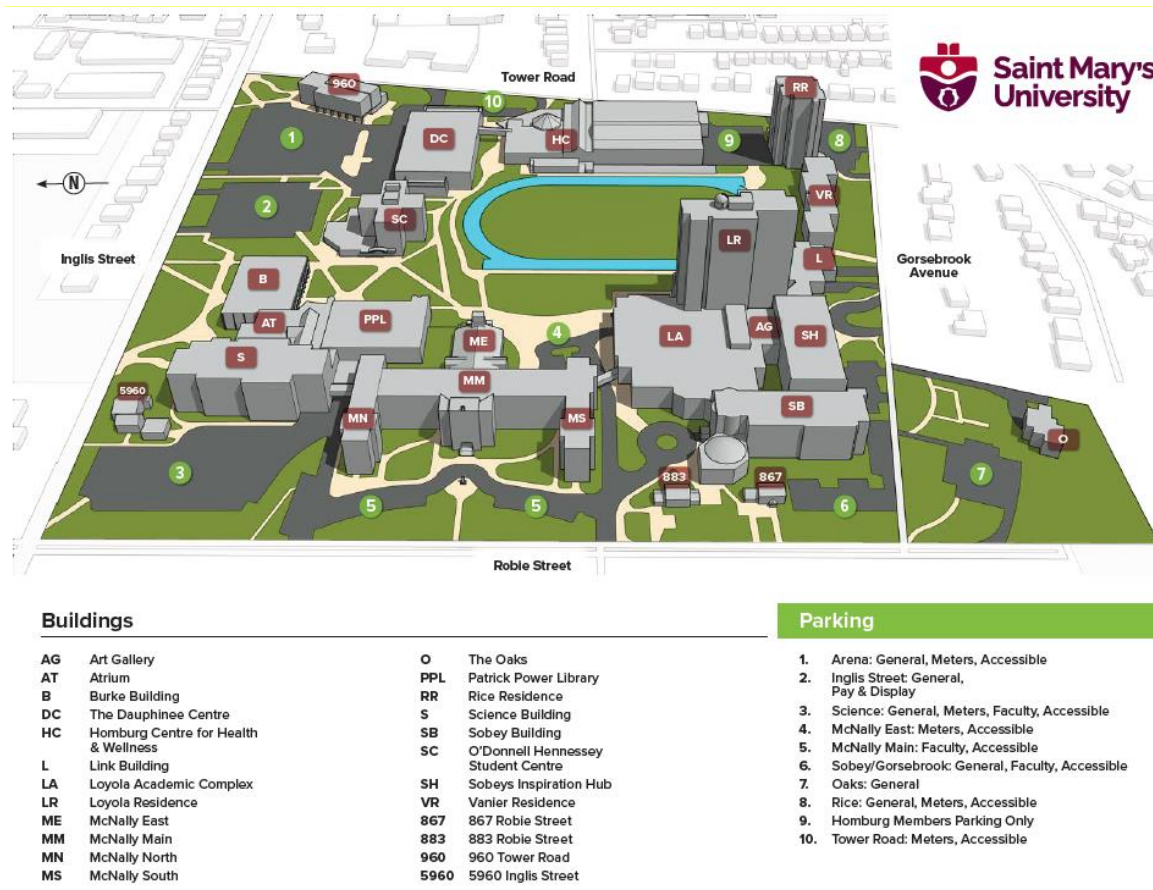 Saint Mary's
University
Tower Road
960
RR
10
1
DC
HC
9
8
N
2
SC
VR
LR
Inglis Street
Gorsebrook
Avenue
B
L
AT
PPL
4
AG
SH
ME
LA
S
MM
5960
SB
MN
MS
O
3
883
867
7
5
5
6
Robie Street
Buildings
AG Art Gallery
AT Atrium
B Burke Building
DC The Dauphinee Centre
HC Homburg Centre for Health
& Wellness
L Link Building
LA Loyola Academic Complex
LR Loyola Residence
ME McNally East
MM McNally Main
MN McNally North
MS McNally South
O The Oaks
PPL Patrick Power Library
RR Rice Residence
S Science Building
SB Sobey Building
SC O'Donnell Hennessey
Student Centre
SH Sobeys Inspiration Hub
VR Vanier Residence
867 867 Robie Street
883 883 Robie Street
960 960 Tower Road
5960 5960 Inglis Street
Parking
1. Arena: General, Meters, Accessible
2. Inglis Street: General,
Pay & Display
3. Science: General, Meters, Faculty, Accessible
4. McNally East: Meters, Accessible
5. McNally Main: Faculty, Accessible
6. Sobey/Gorsebrook: General, Faculty, Accessible
7. Oaks: General
8. Rice: General, Meters, Accessible
9. Homburg Members Parking Only
10. Tower Road: Meters, Accessible